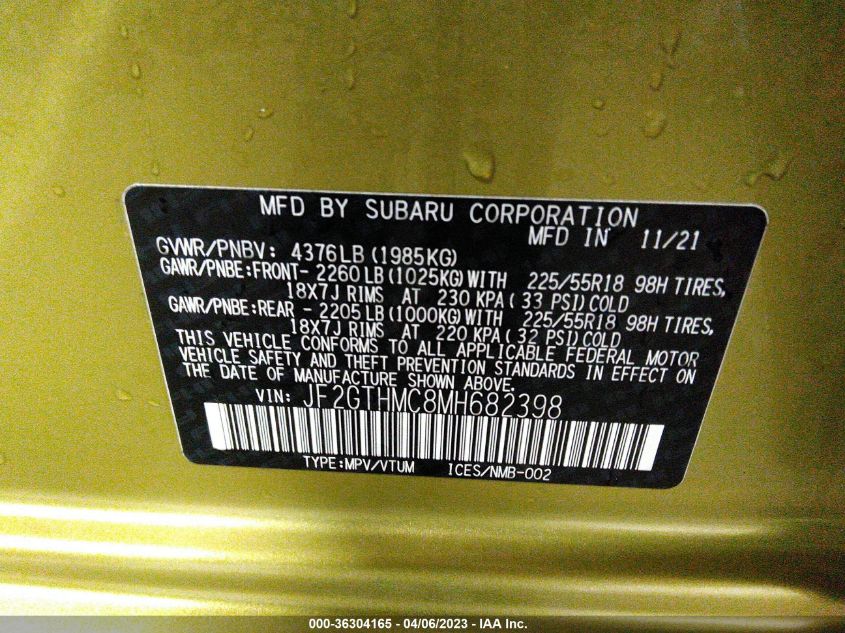 MFD BY SUBARU CORPORATION
MFD IN 11/21
GVWR/PNBV: 4376LB (1985KG)
GAWR/PNBE:FRONT- 2260 LB (1025KG) WITH 225/55R18 98H TIRES,
18X7J RIMS AT 230 KPA ( 33 PSI) COLD
GAWR/PNBE:REAR - 2205 LB (1000KG) WITH 225/55R18 98H TIRES,
18X7J RIMS AT 220 KPA ( 32 PSI) COLD
THIS VEHICLE CONFORMS TO ALL APPLICABLE FEDERAL MOTOR
VEHICLE SAFETY AND THEFT PREVENTION STANDARDS IN EFFECT ON
THE DATE OF MANUFACTURE SHOWN ABOVE.
VIN: JF2GTHMC8MH682398
TYPE:MPV/VTUM ICES/NMB-002
000-36304165 - 04/06/2023 - IAA Inc.